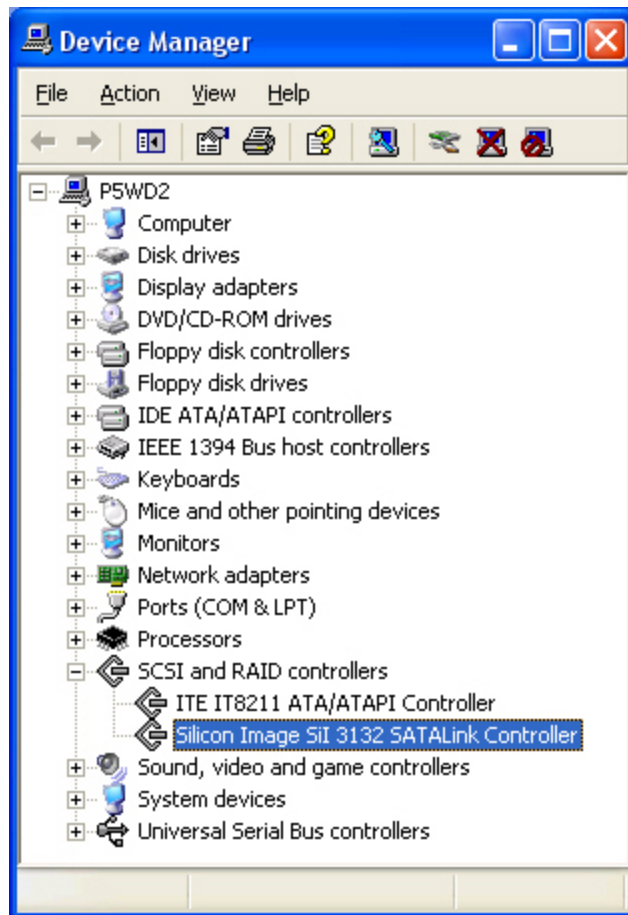 Device Manager
File Action View Help
P5WD2
Computer
Disk drives
Display adapters
DVD/CD-ROM drives
Floppy disk controllers
Floppy disk drives
IDE ATA/ATAPI controllers
IEEE 1394 Bus host controllers
Keyboards
Mice and other pointing devices
Monitors
Network adapters
Ports (COM & LPT)
Processors
SCSI and RAID controllers
ITE IT8211 ATA/ATAPI Controller
Silicon Image SiI 3132 SATALink Controller
Sound, video and game controllers
System devices
Universal Serial Bus controllers